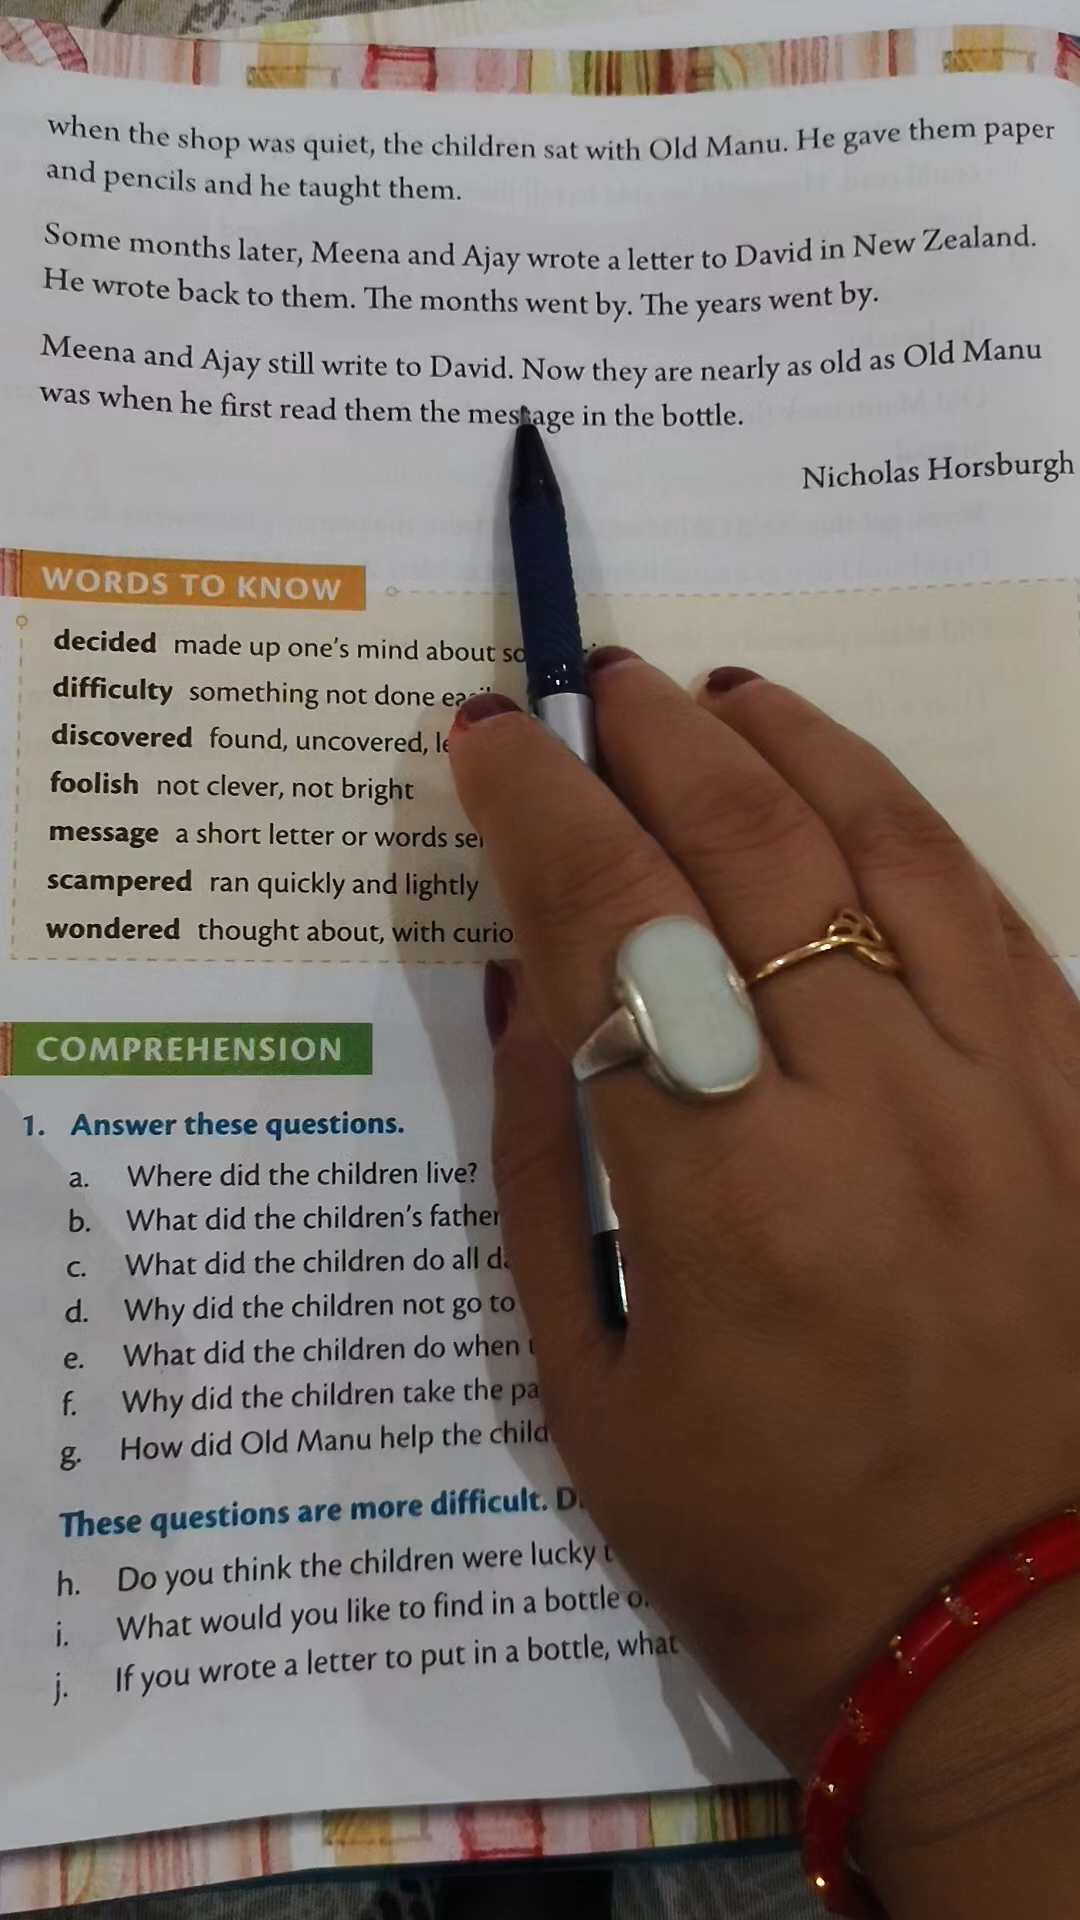 when the shop was quiet, the children sat with Old Manu. He gave them paper
and pencils and he taught them.
Some months later, Meena and Ajay wrote a letter to David in New Zealand.
He wrote back to them. The months went by. The years went by.
Meena and Ajay still write to David. Now they are nearly as old as Old Manu
was when he first read them the message in the bottle.
Nicholas Horsburgh
WORDS TO KNOW
decided made up one's mind about
difficulty something not done
discovered found, uncovered,
foolish not clever, not bright
message a short letter or words
scampered ran quickly and lightly
wondered thought about, with
COMPREHENSION
1. Answer these questions.
a. Where did the children live?
b. What did the children's father
c. What did the children do all
d. Why did the children not go to
e. What did the children do when
f. Why did the children take the
g. How did Old Manu help the
These questions are more difficult.
h. Do you think the children were lucky
i. What would you like to find in a bottle
j. If you wrote a letter to put in a bottle, what